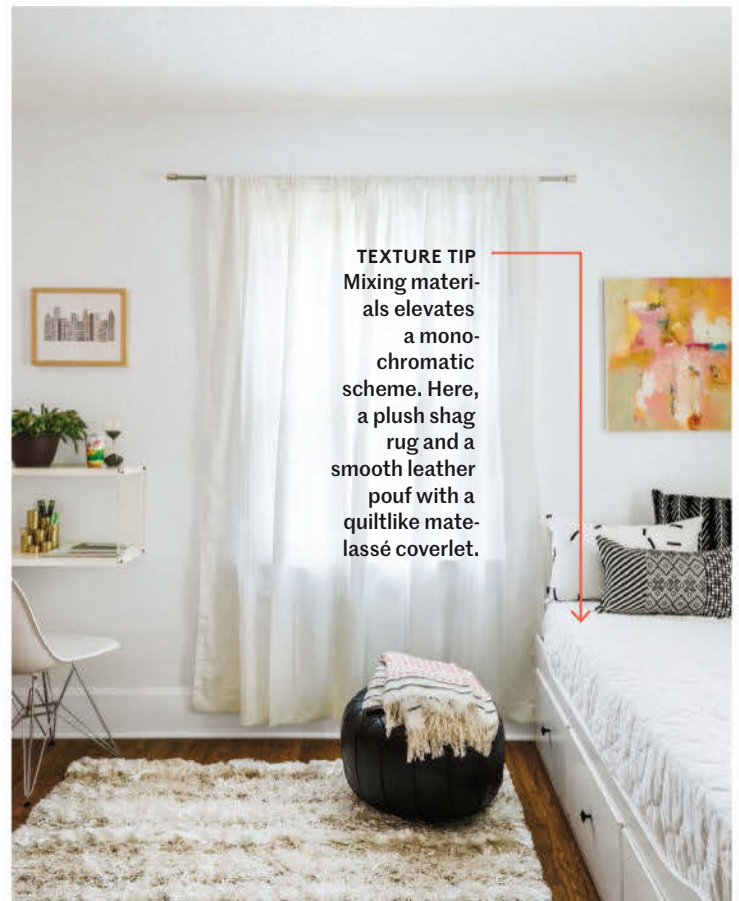 TEXTURE TIP
Mixing materi-
als elevates
a mono-
chromatic
scheme. Here,
a plush shag
rug and a
smooth leather
pouf with a
quiltlike mate-
lassé coverlet.